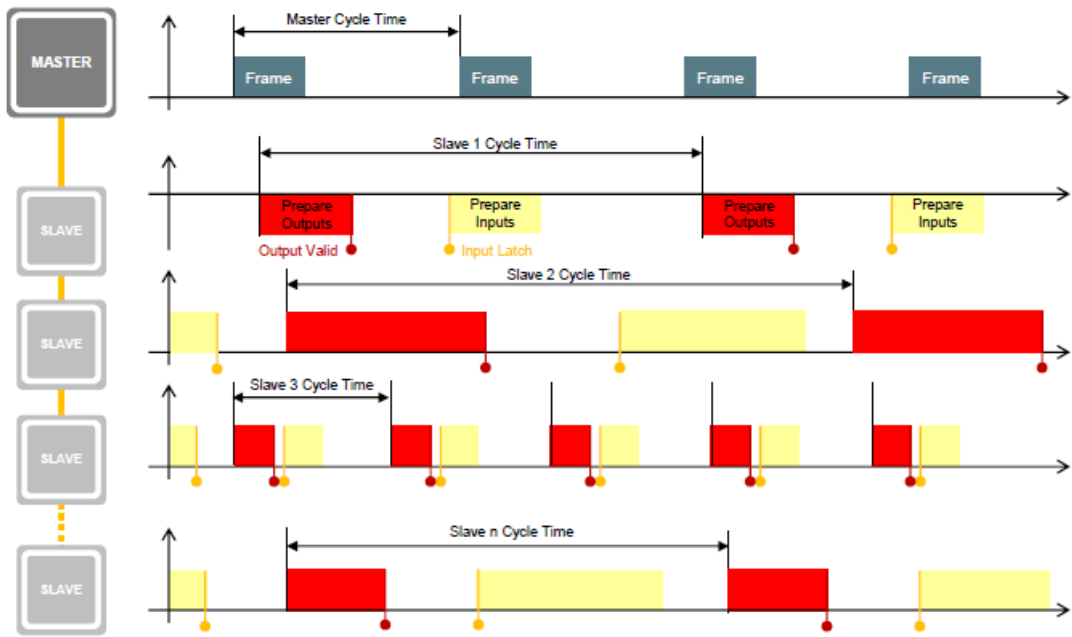 Master Cycle Time
MASTER
Frame
Frame
Frame
Frame
Slave 1 Cycle Time
SLAVE
Prepare
Outputs
Prepare
Inputs
Prepare
Outputs
Prepare
Inputs
Output Valid
Input Latch
Slave 2 Cycle Time
SLAVE
Slave 3 Cycle Time
SLAVE
Slave n Cycle Time
SLAVE